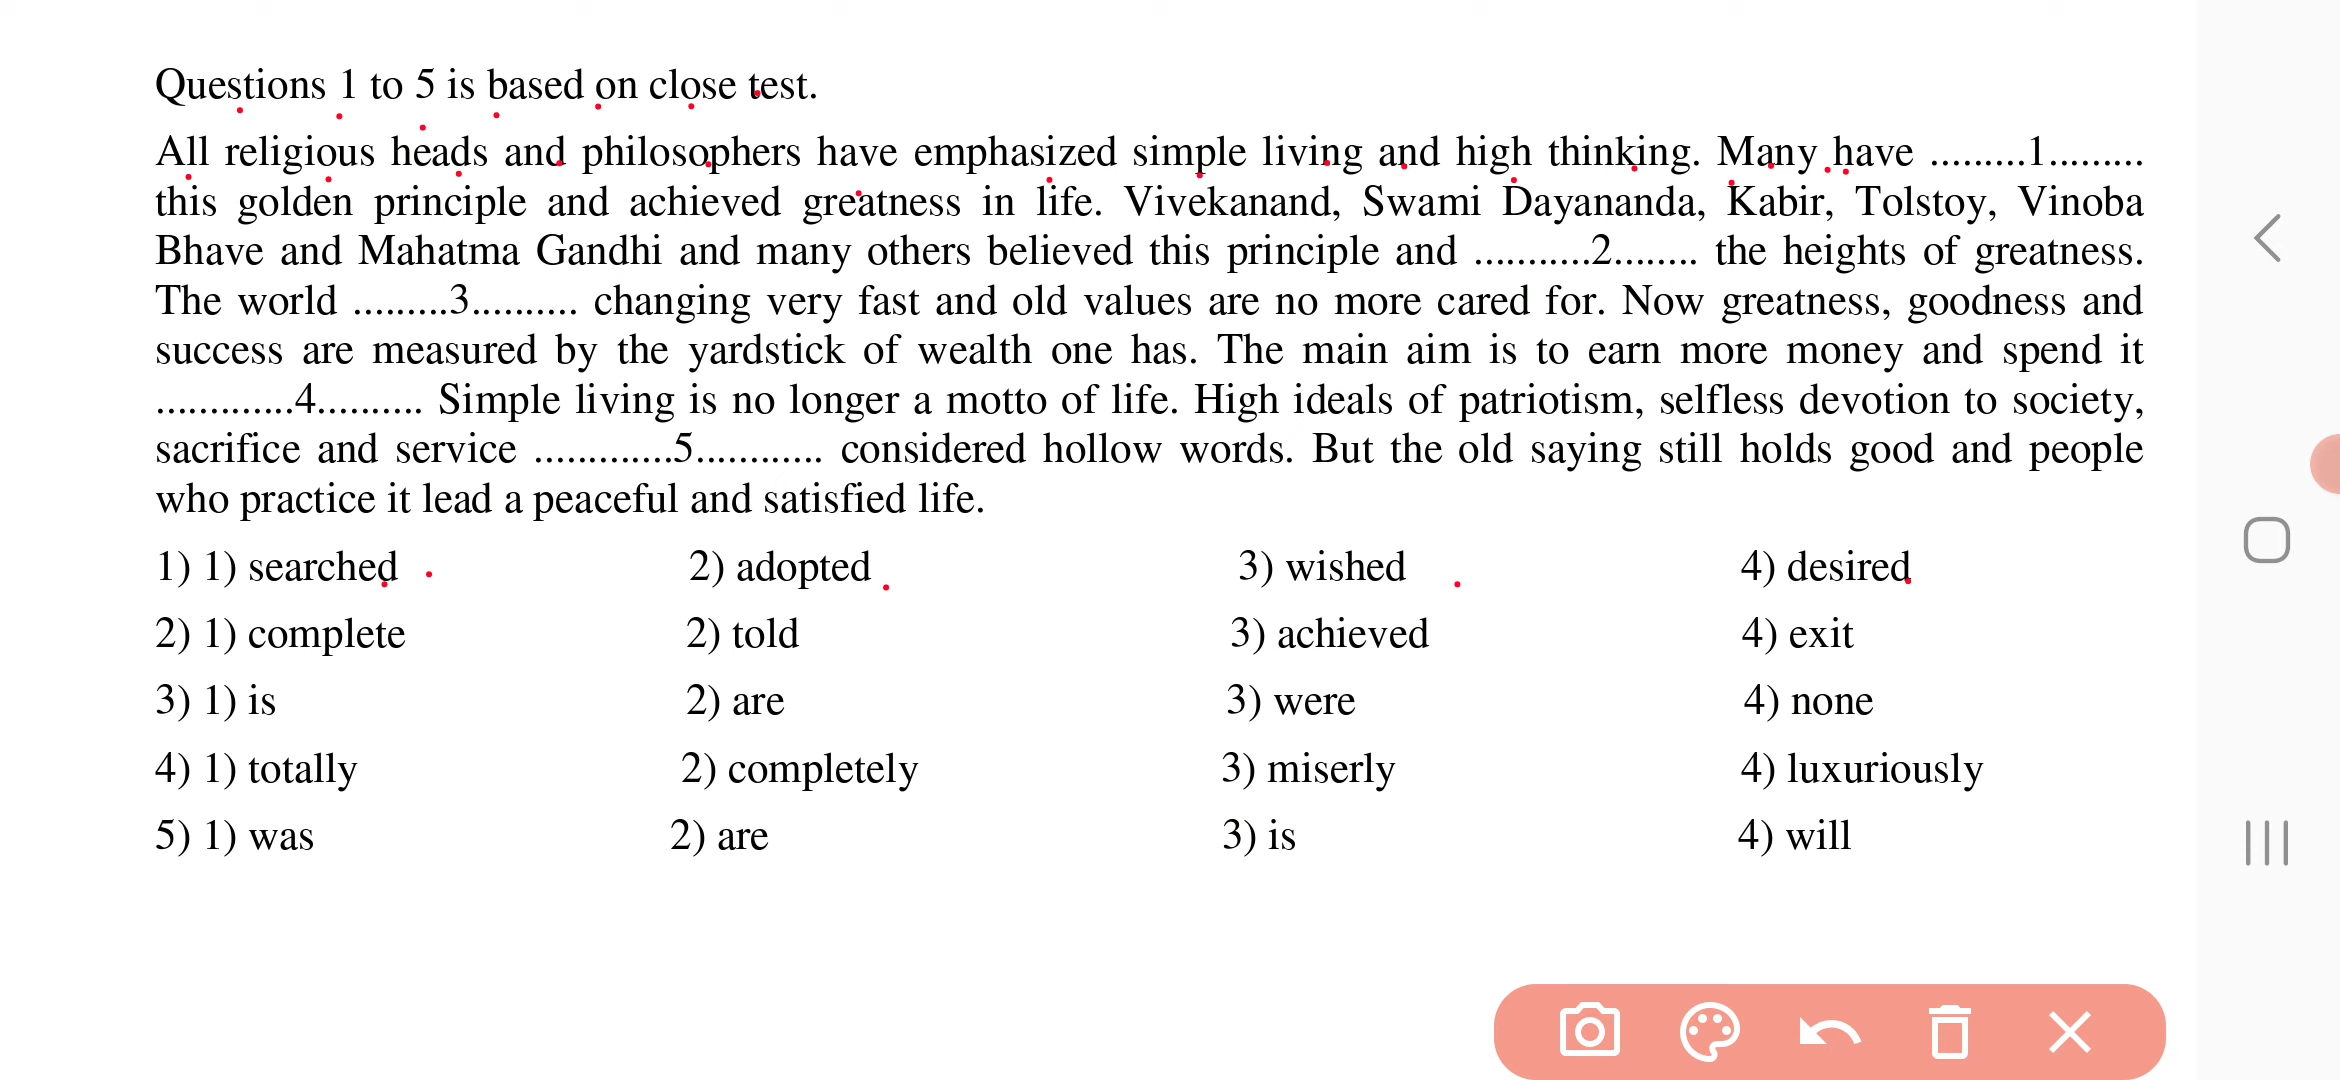 Questions 1 to 5 is based on close test.
All religious heads and philosophers have emphasized simple living and high thinking. Many have .........1.........
this golden principle and achieved greatness in life. Vivekanand, Swami Dayananda, Kabir, Tolstoy, Vinoba
Bhave and Mahatma Gandhi and many others believed this principle and ...........2........ the heights of greatness.
The world .........3.......... changing very fast and old values are no more cared for. Now greatness, goodness and
success are measured by the yardstick of wealth one has. The main aim is to earn more money and spend it
.............4.......... Simple living is no longer a motto of life. High ideals of patriotism, selfless devotion to society,
sacrifice and service .............5............ considered hollow words. But the old saying still holds good and people
who practice it lead a peaceful and satisfied life.
1) 1) searched 2) adopted 3) wished 4) desired
2) 1) complete 2) told 3) achieved 4) exit
3) 1) is 2) are 3) were 4) none
4) 1) totally 2) completely 3) miserly 4) luxuriously
5) 1) was 2) are 3) is 4) will